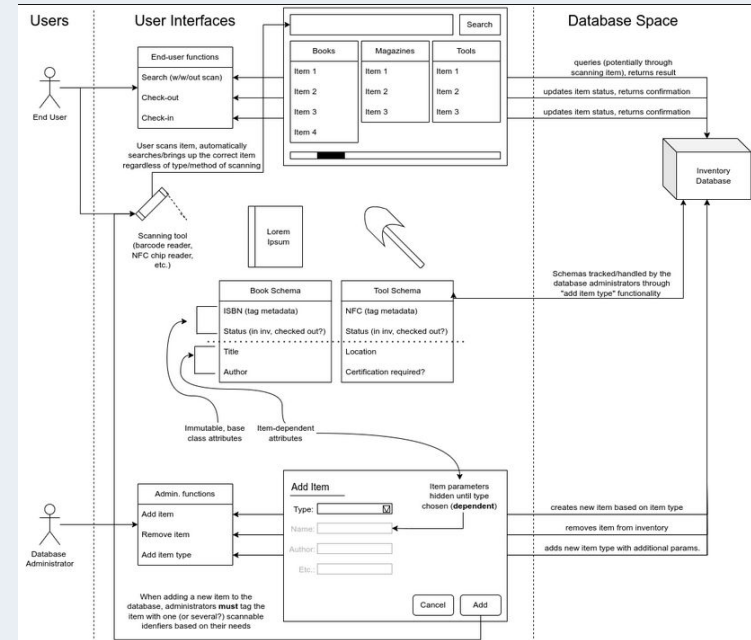 Users
User Interfaces
Database Space
Search
Books
Item 1
Item 2
Item 3
Item 4
Magazines
Item 1
Item 2
Item 3
Tools
Item 1
Item 2
Item 3
End-user functions
Search (w/w/out scan)
Check-out
Check-in
End User
queries (potentially through
scanning item), returns result
updates item status, returns confirmation
updates item status, returns confirmation
User scans item, automatically
searches/brings up the correct item
regardless of type/method of scanning
Inventory
Database
Scanning tool
(barcode reader,
NFC chip reader,
etc.)
Lorem
Ipsum
Schemas tracked/handled by the
database administrators through
"add item type" functionality
Book Schema
ISBN (tag metadata)
Status (in inv, checked out?)
Title
Author
Tool Schema
NFC (tag metadata)
Status (in inv, checked out?)
Location
Certification required?
Immutable, base
class attributes
Item-dependent
attributes
Admin. functions
Add item
Remove item
Add item type
Database
Administrator
Add Item
Type:
Name:
Author:
Etc.:
Item parameters
hidden until type
chosen (dependent)
Cancel
Add
creates new item based on item type
removes item from inventory
adds new item type with additional params.
When adding a new item to the
database, administrators must tag the
item with one (or several?) scannable
idenfiers based on their needs